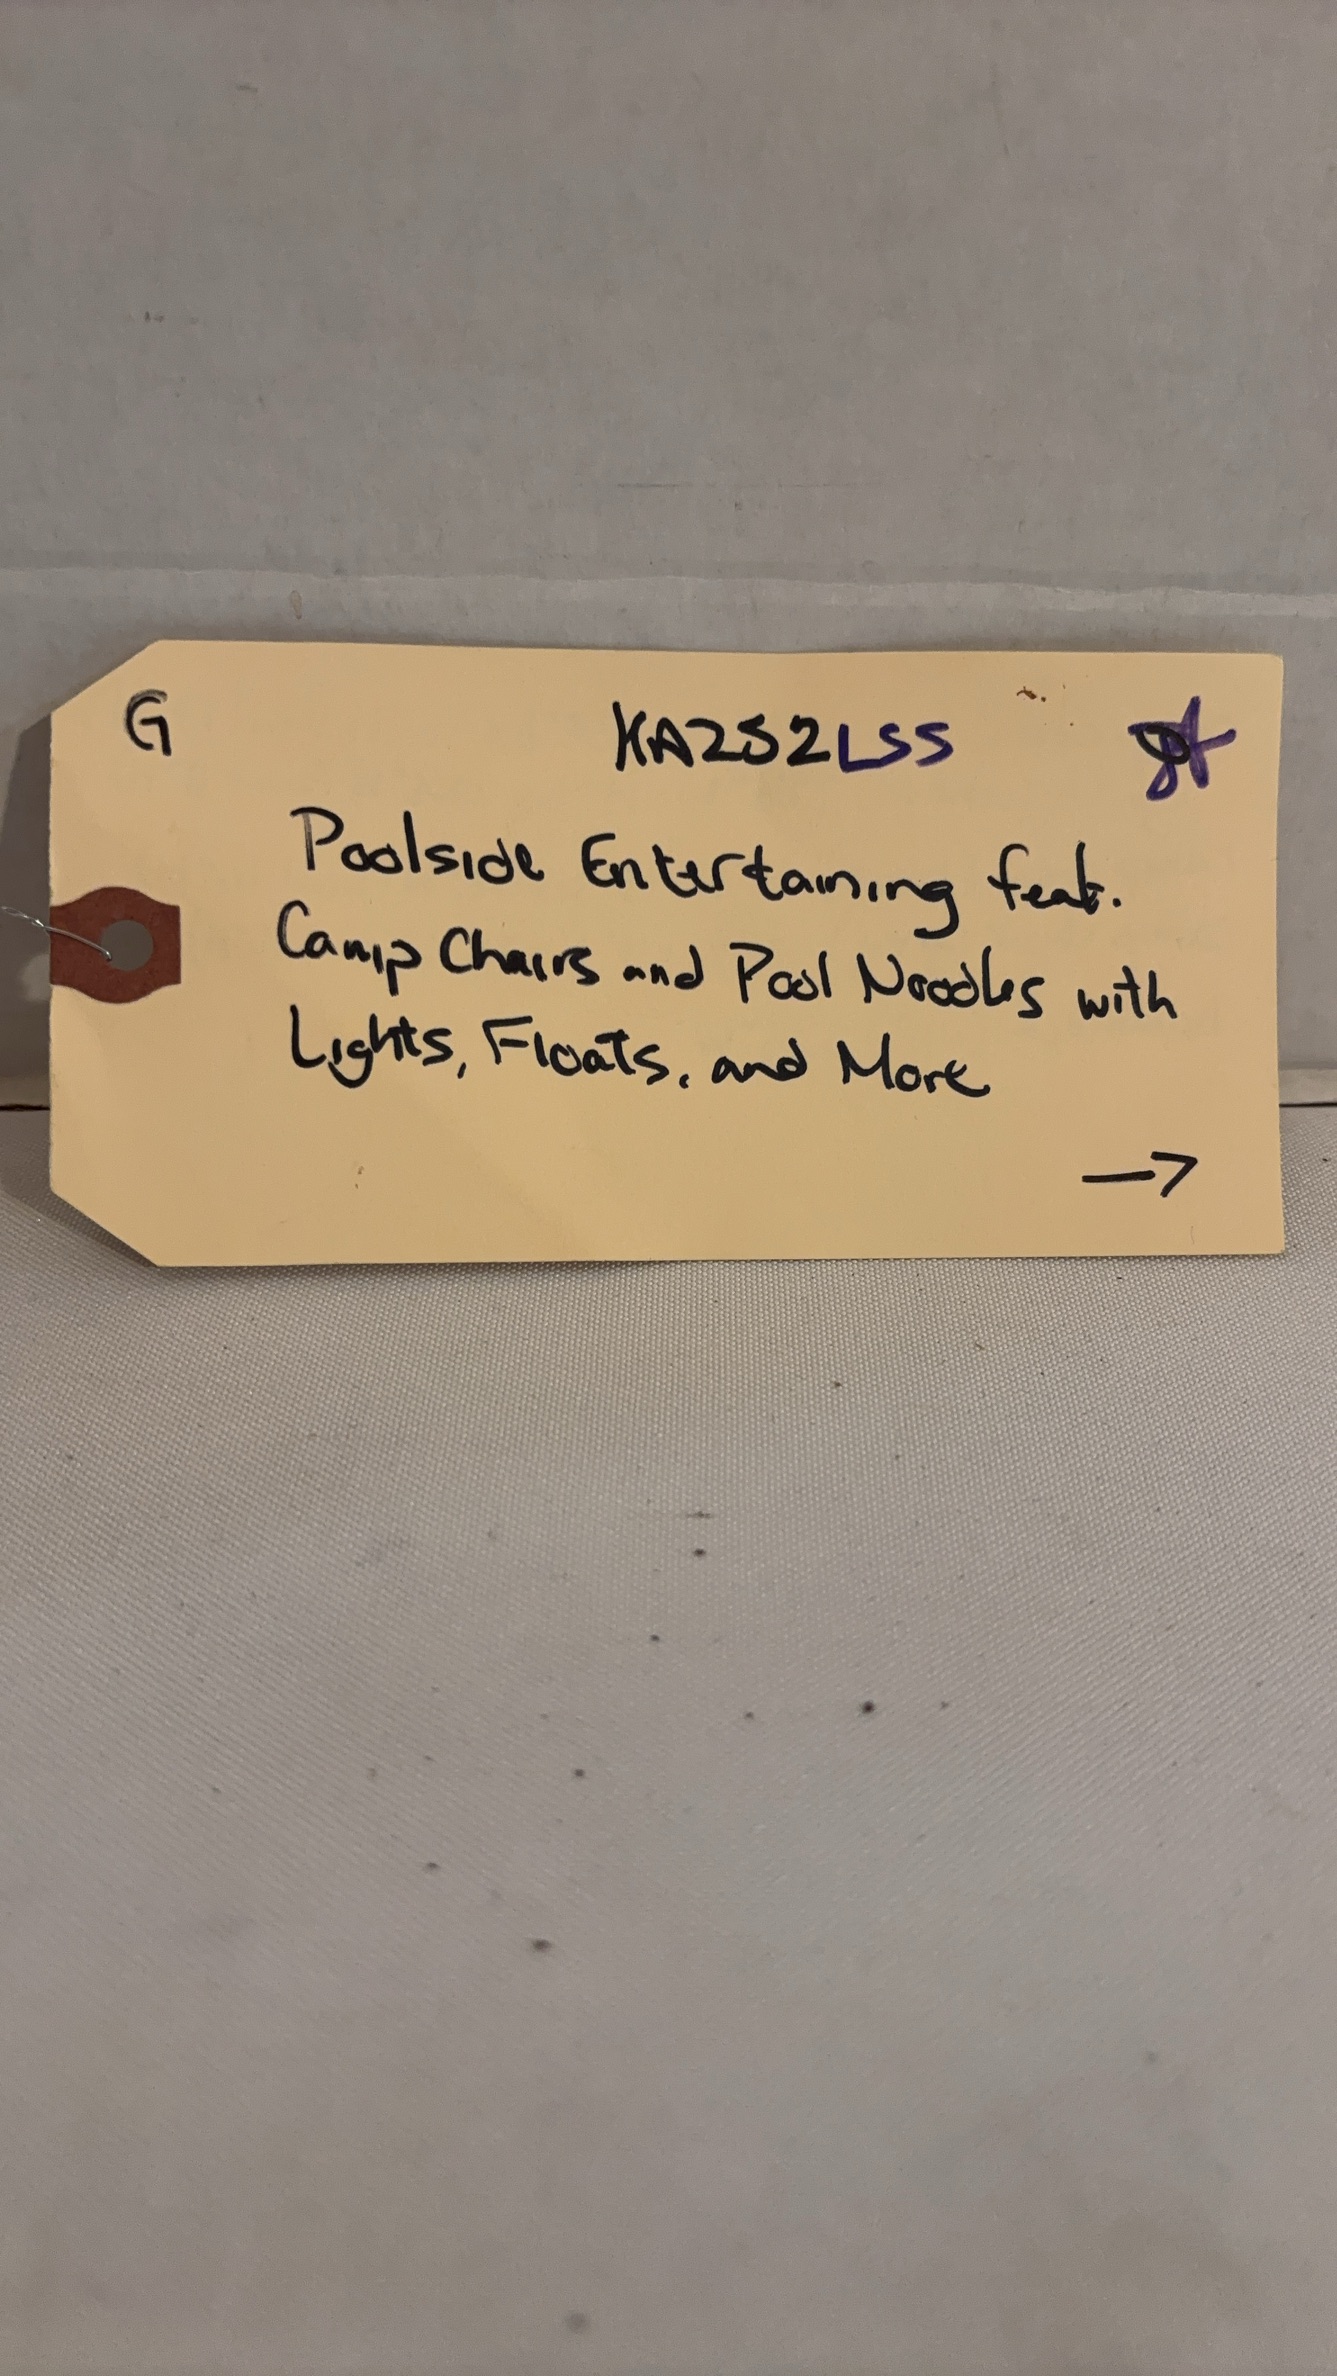 G KA252LSS
Poolside Entertaining feat.
Camp Chairs and Pool Noodles with
Lights, Floats, and More
→